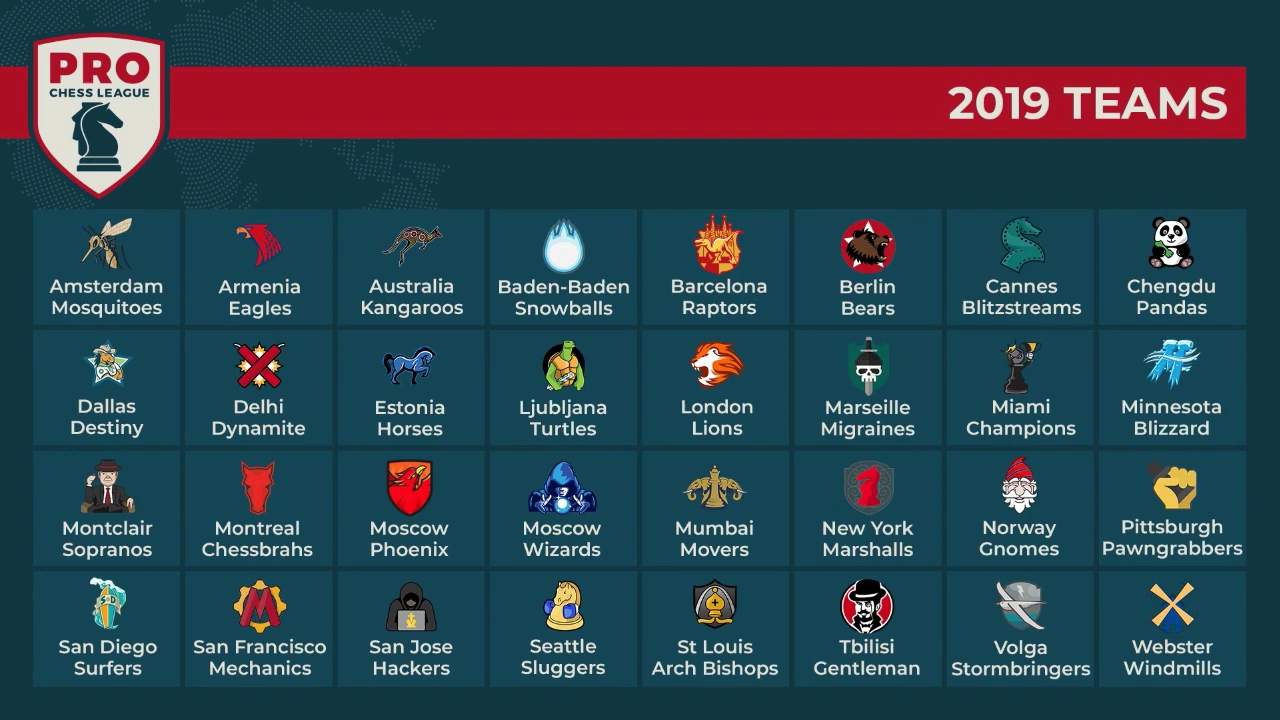 PRO
CHESS LEAGUE
2019 TEAMS
Amsterdam
Mosquitoes
Armenia
Eagles
Australia
Kangaroos
Baden-Baden
Snowballs
Barcelona
Raptors
Berlin
Bears
Cannes
Blitzstreams
Chengdu
Pandas
Dallas
Destiny
Delhi
Dynamite
Estonia
Horses
Ljubljana
Turtles
London
Lions
Marseille
Migraines
Miami
Champions
Minnesota
Blizzard
Montclair
Sopranos
Montreal
Chessbrahs
Moscow
Phoenix
Moscow
Wizards
Mumbai
Movers
New York
Marshalls
Norway
Gnomes
Pittsburgh
Pawngrabbers
San Diego
Surfers
San Francisco
Mechanics
San Jose
Hackers
Seattle
Sluggers
St Louis
Arch Bishops
Tbilisi
Gentleman
Volga
Stormbringers
Webster
Windmills